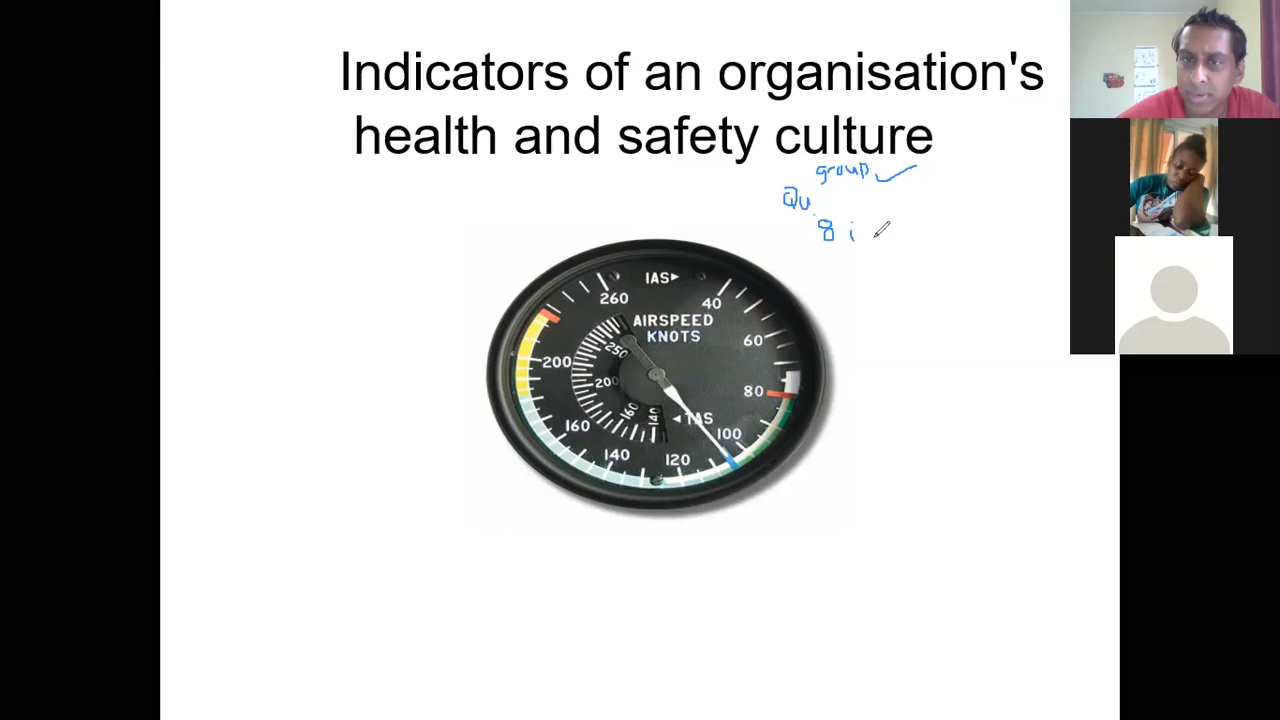 Indicators of an organisation's
health and safety culture
group
Qu
8 i
IAS
260
40
AIRSPEED
KNOTS
60
250
200
200
80
160
140
TAS
160
100
140
120